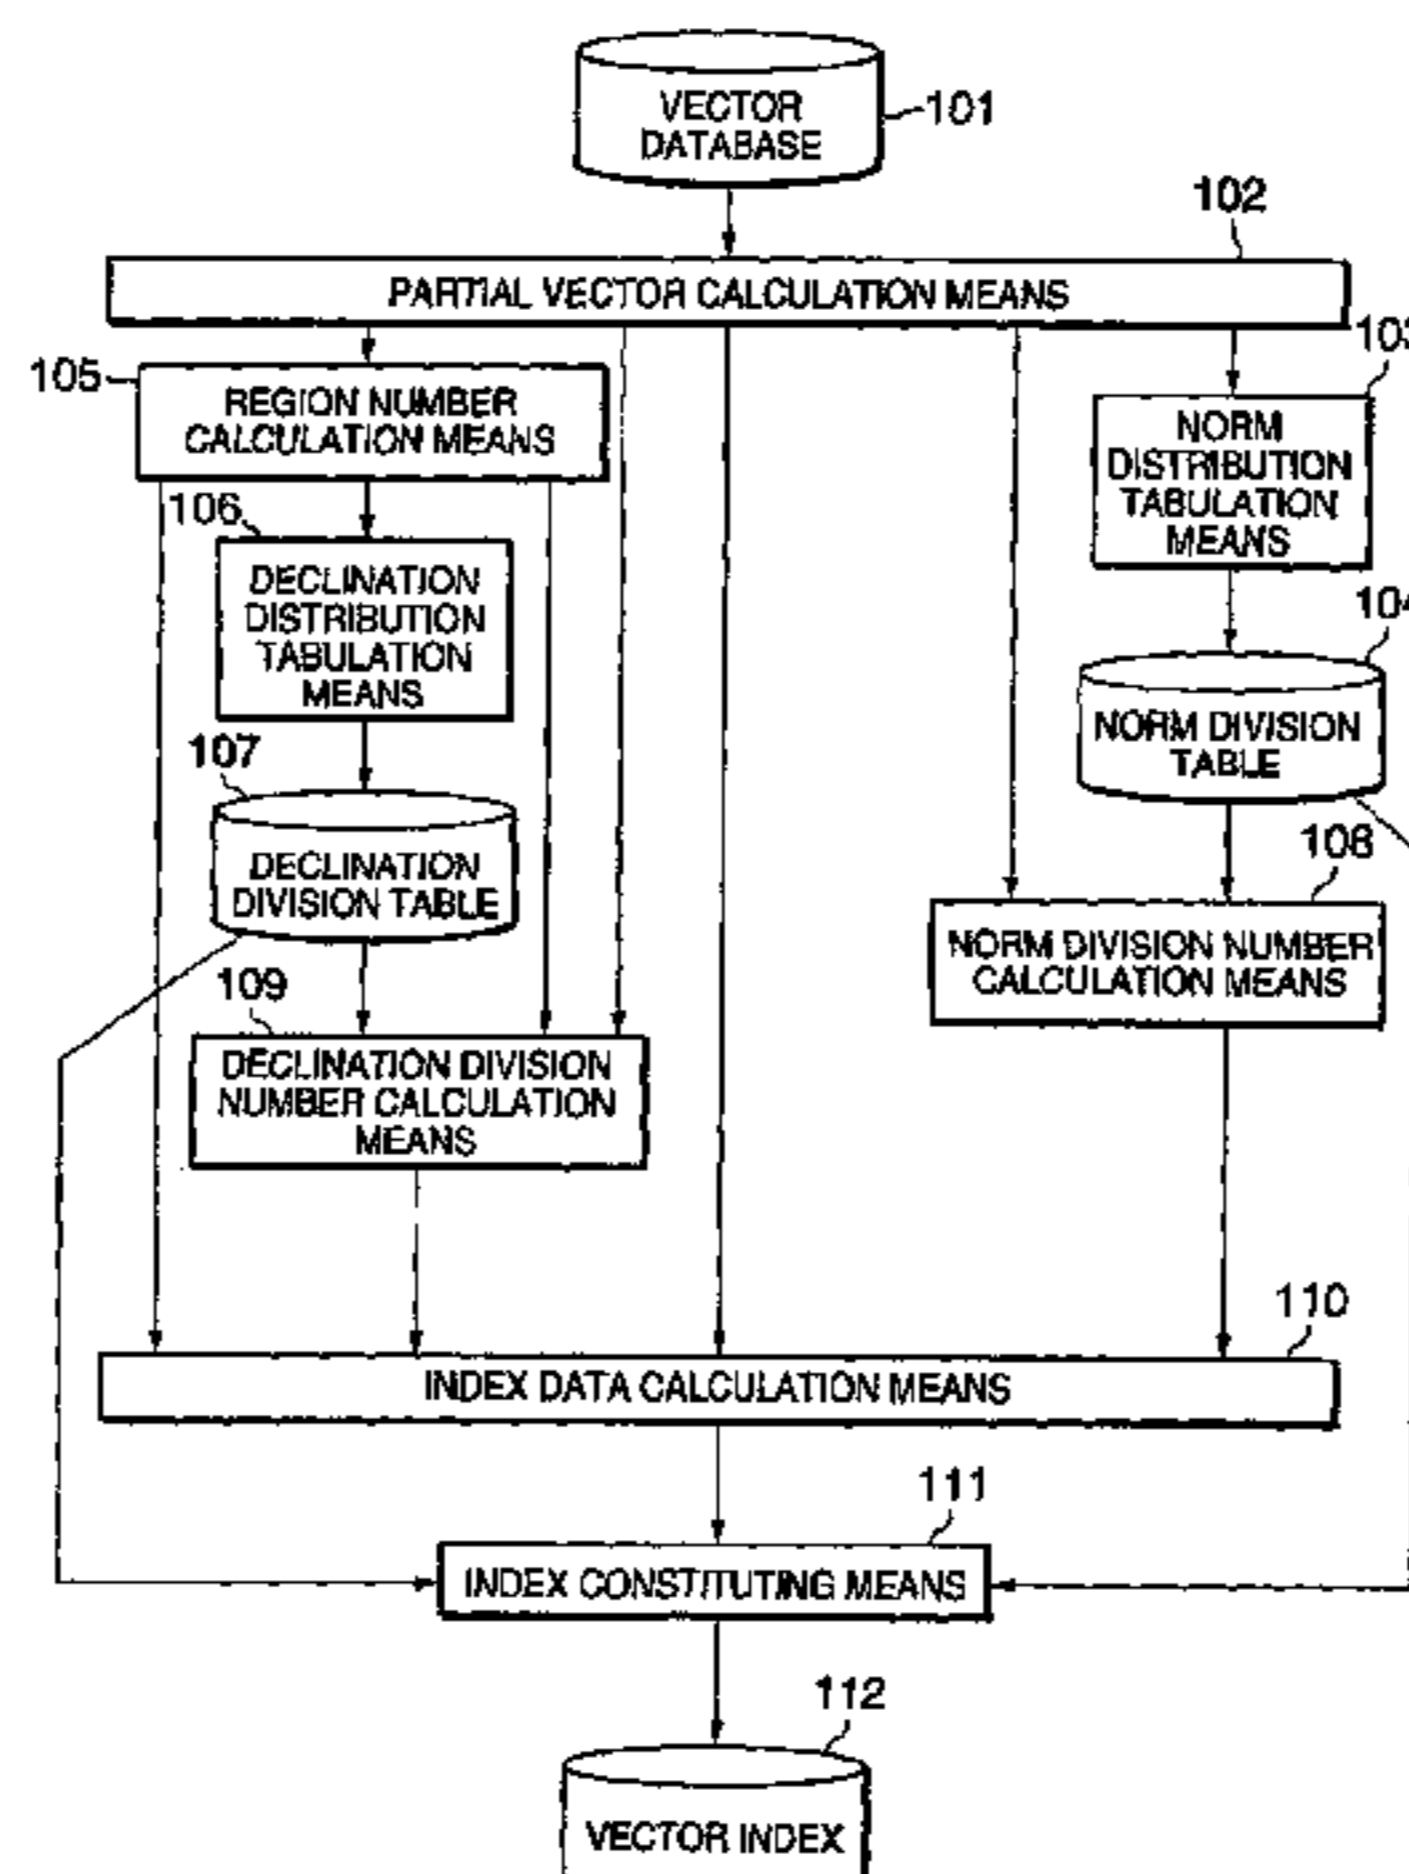 VECTOR
DATABASE
101
102
PARTIAL VECTOR CALCULATION MEANS
103
105
REGION NUMBER
CALCULATION MEANS
NORM
DISTRIBUTION
TABULATION
MEANS
106
DECLINATION
DISTRIBUTION
TABULATION
MEANS
104
NORM DIVISION
TABLE
107
DECLINATION
DIVISION TABLE
108
NORM DIVISION NUMBER
CALCULATION MEANS
109
DECLINATION DIVISION
NUMBER CALCULATION
MEANS
110
INDEX DATA CALCULATION MEANS
111
INDEX CONSTITUTING MEANS
112
VECTOR INDEX